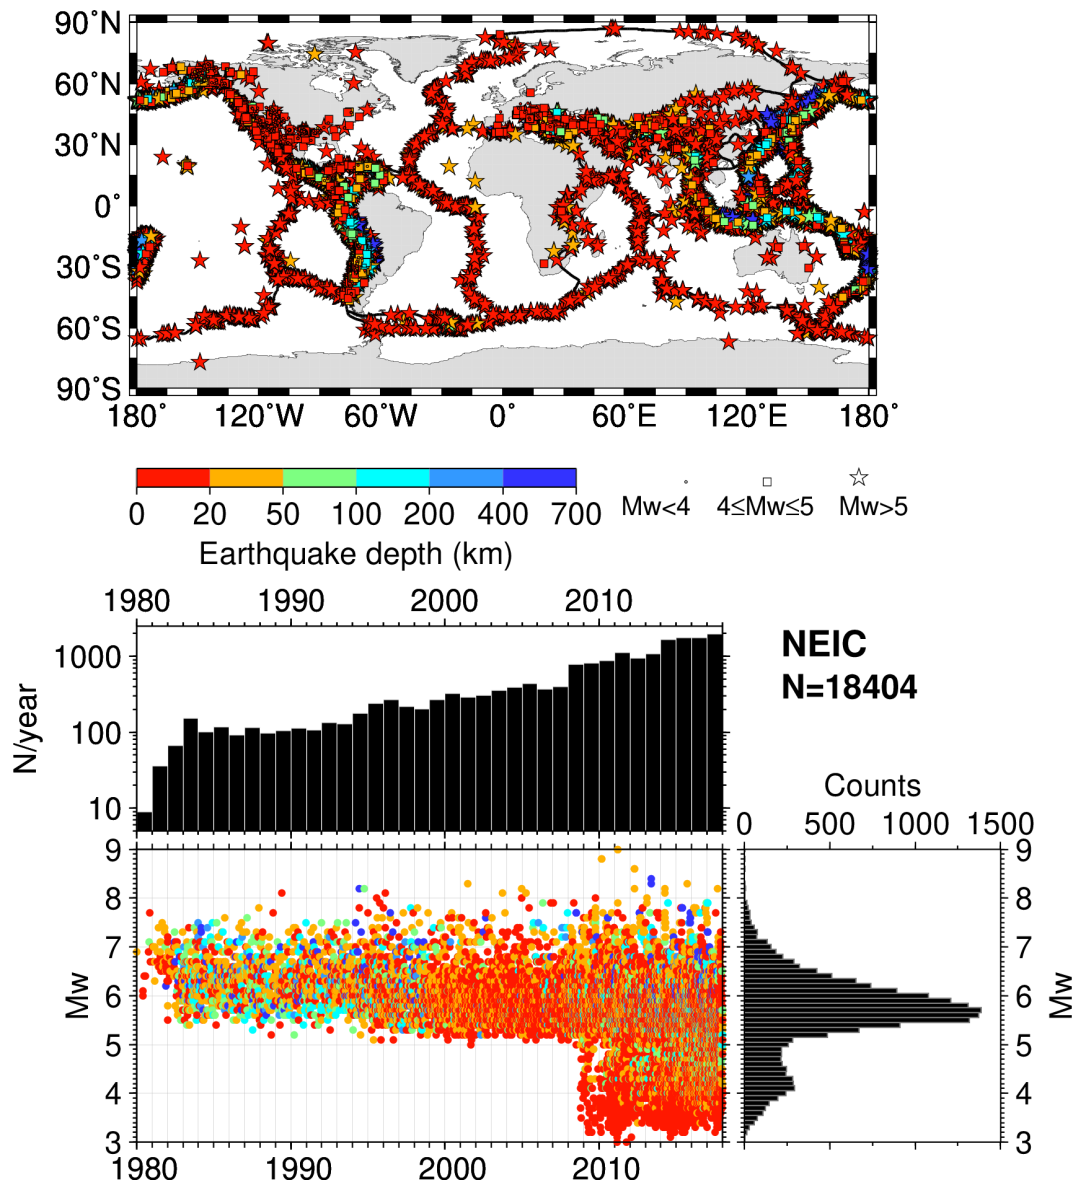 90˚N
60˚N
30˚N
0˚
30˚S
60˚S
90˚S
180˚ 120˚W 60˚W 0˚ 60˚E 120˚E 180˚
0 20 50 100 200 400 700
Earthquake depth (km)
Mw<4 4≤Mw≤5 Mw>5
1980 1990 2000 2010
1000
100
10
N/year
NEIC
N=18404
Counts
0 500 1000 1500
9
8
7
6
5
4
3
Mw
1980 1990 2000 2010
9
8
7
6
5
4
3
Mw